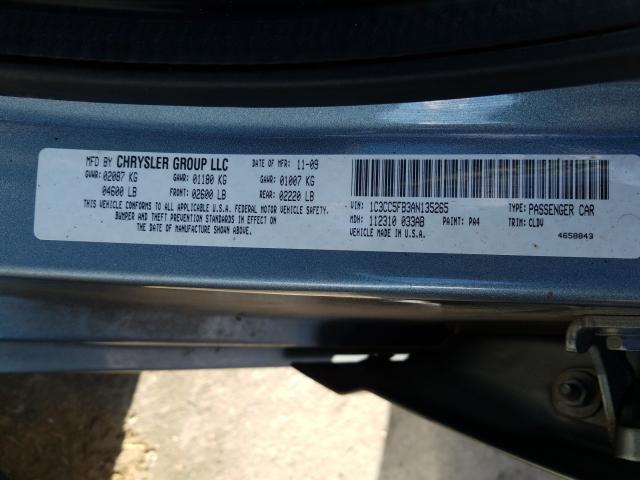 MFD BY CHRYSLER GROUP LLC DATE OF MFR: 11-09
GVWR: 02087 KG GAWR: 01180 KG GAWR: 01007 KG
04600 LB FRONT: 02600 LB REAR: 02220 LB
THIS VEHICLE CONFORMS TO ALL APPLICABLE U.S.A. FEDERAL MOTOR VEHICLE SAFETY,
BUMPER AND THEFT PREVENTION STANDARDS IN EFFECT ON
THE DATE OF MANUFACTURE SHOWN ABOVE.
VIN: 1C3CC5FB3AN135265 TYPE: PASSENGER CAR
MDH: 112310 033AB PAINT: PA4 TRIM: CLDV
VEHICLE MADE IN U.S.A. 4658843